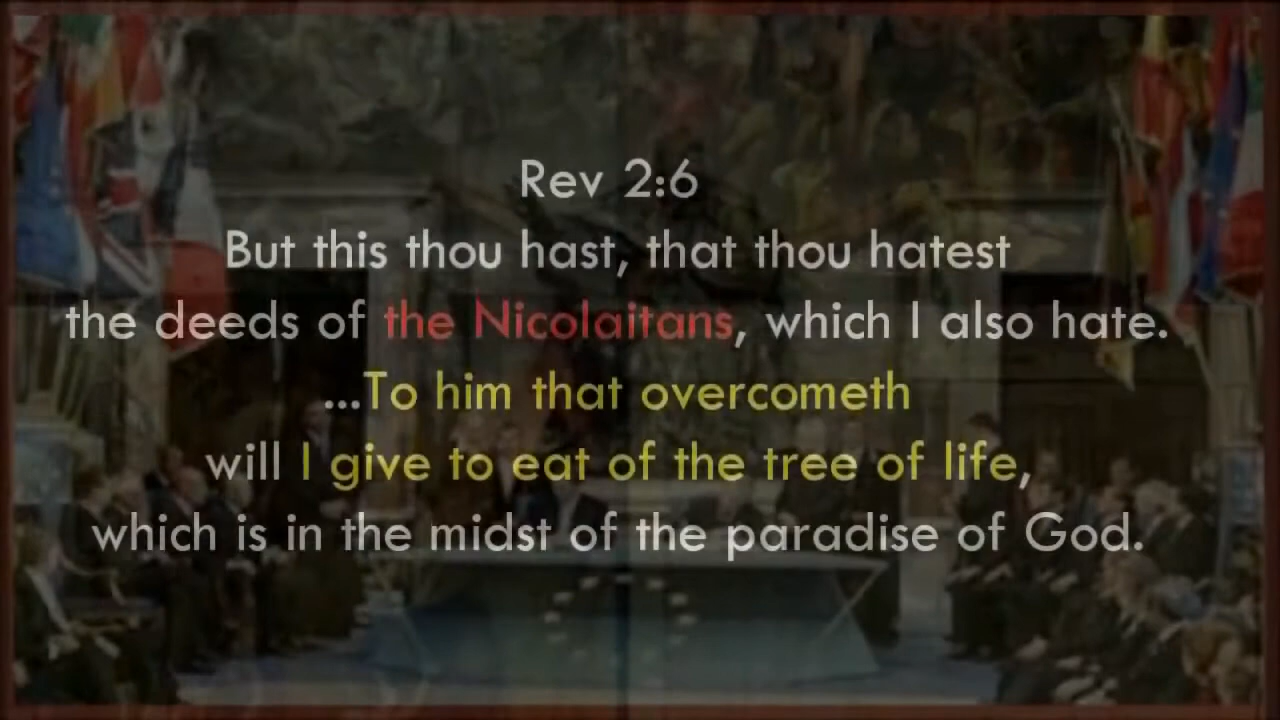 Rev 2:6
But this thou hast, that thou hatest
the deeds of the Nicolaitans, which I also hate.
...To him that overcometh
will I give to eat of the tree of life,
which is in the midst of the paradise of God.